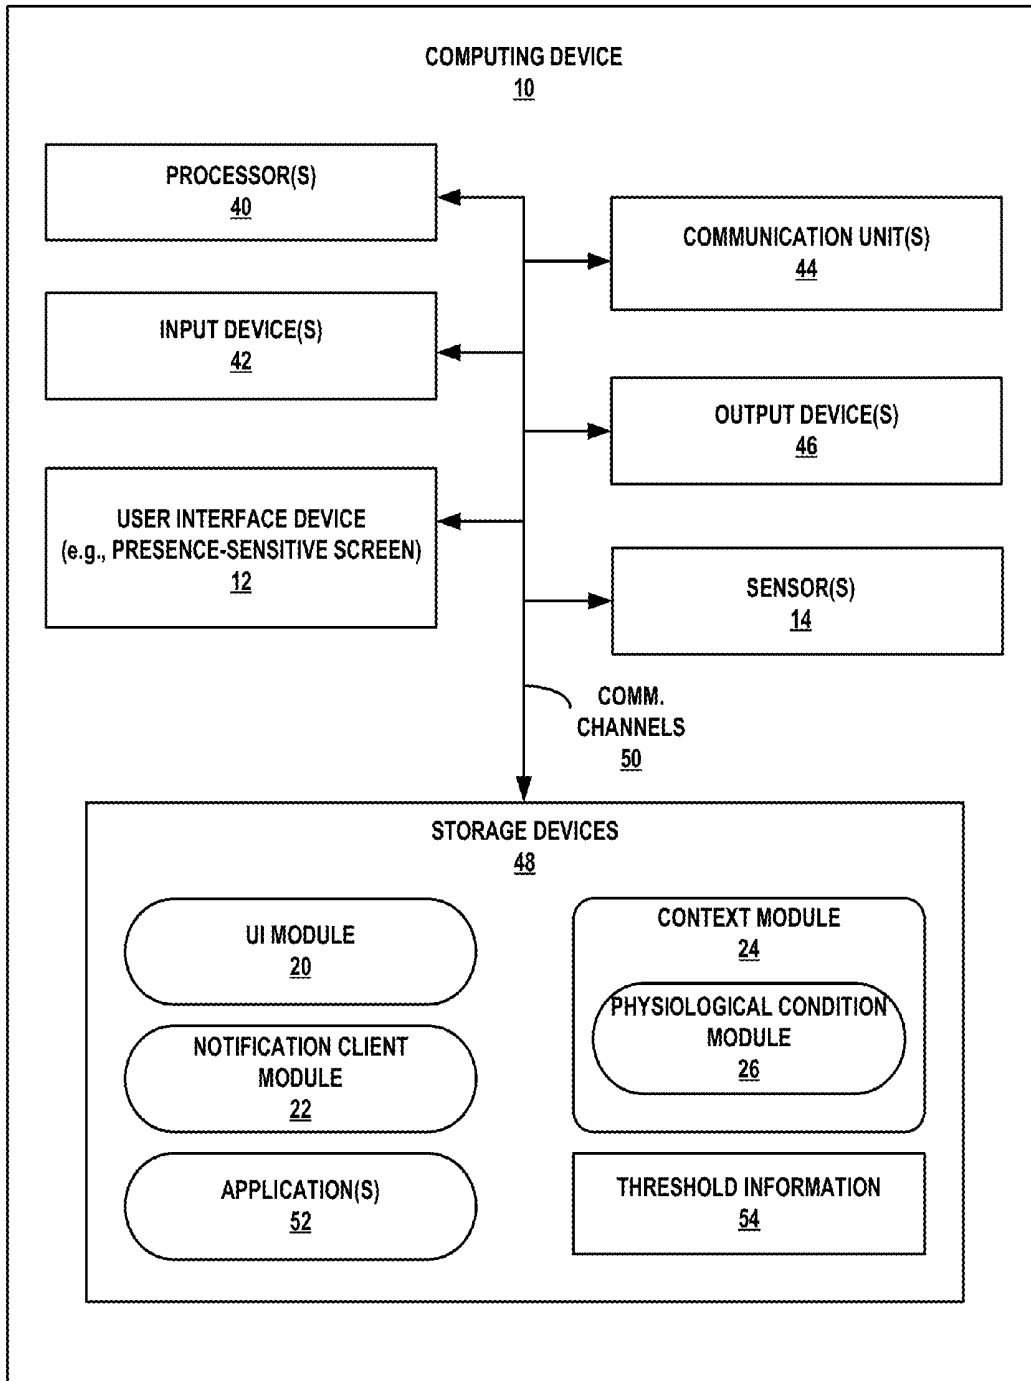 COMPUTING DEVICE
10
PROCESSOR(S)
40
COMMUNICATION UNIT(S)
44
INPUT DEVICE(S)
42
OUTPUT DEVICE(S)
46
USER INTERFACE DEVICE
(e.g., PRESENCE-SENSITIVE SCREEN)
12
SENSOR(S)
14
COMM.
CHANNELS
50
STORAGE DEVICES
48
UI MODULE
20
NOTIFICATION CLIENT
MODULE
22
APPLICATION(S)
52
CONTEXT MODULE
24
PHYSIOLOGICAL CONDITION
MODULE
26
THRESHOLD INFORMATION
54